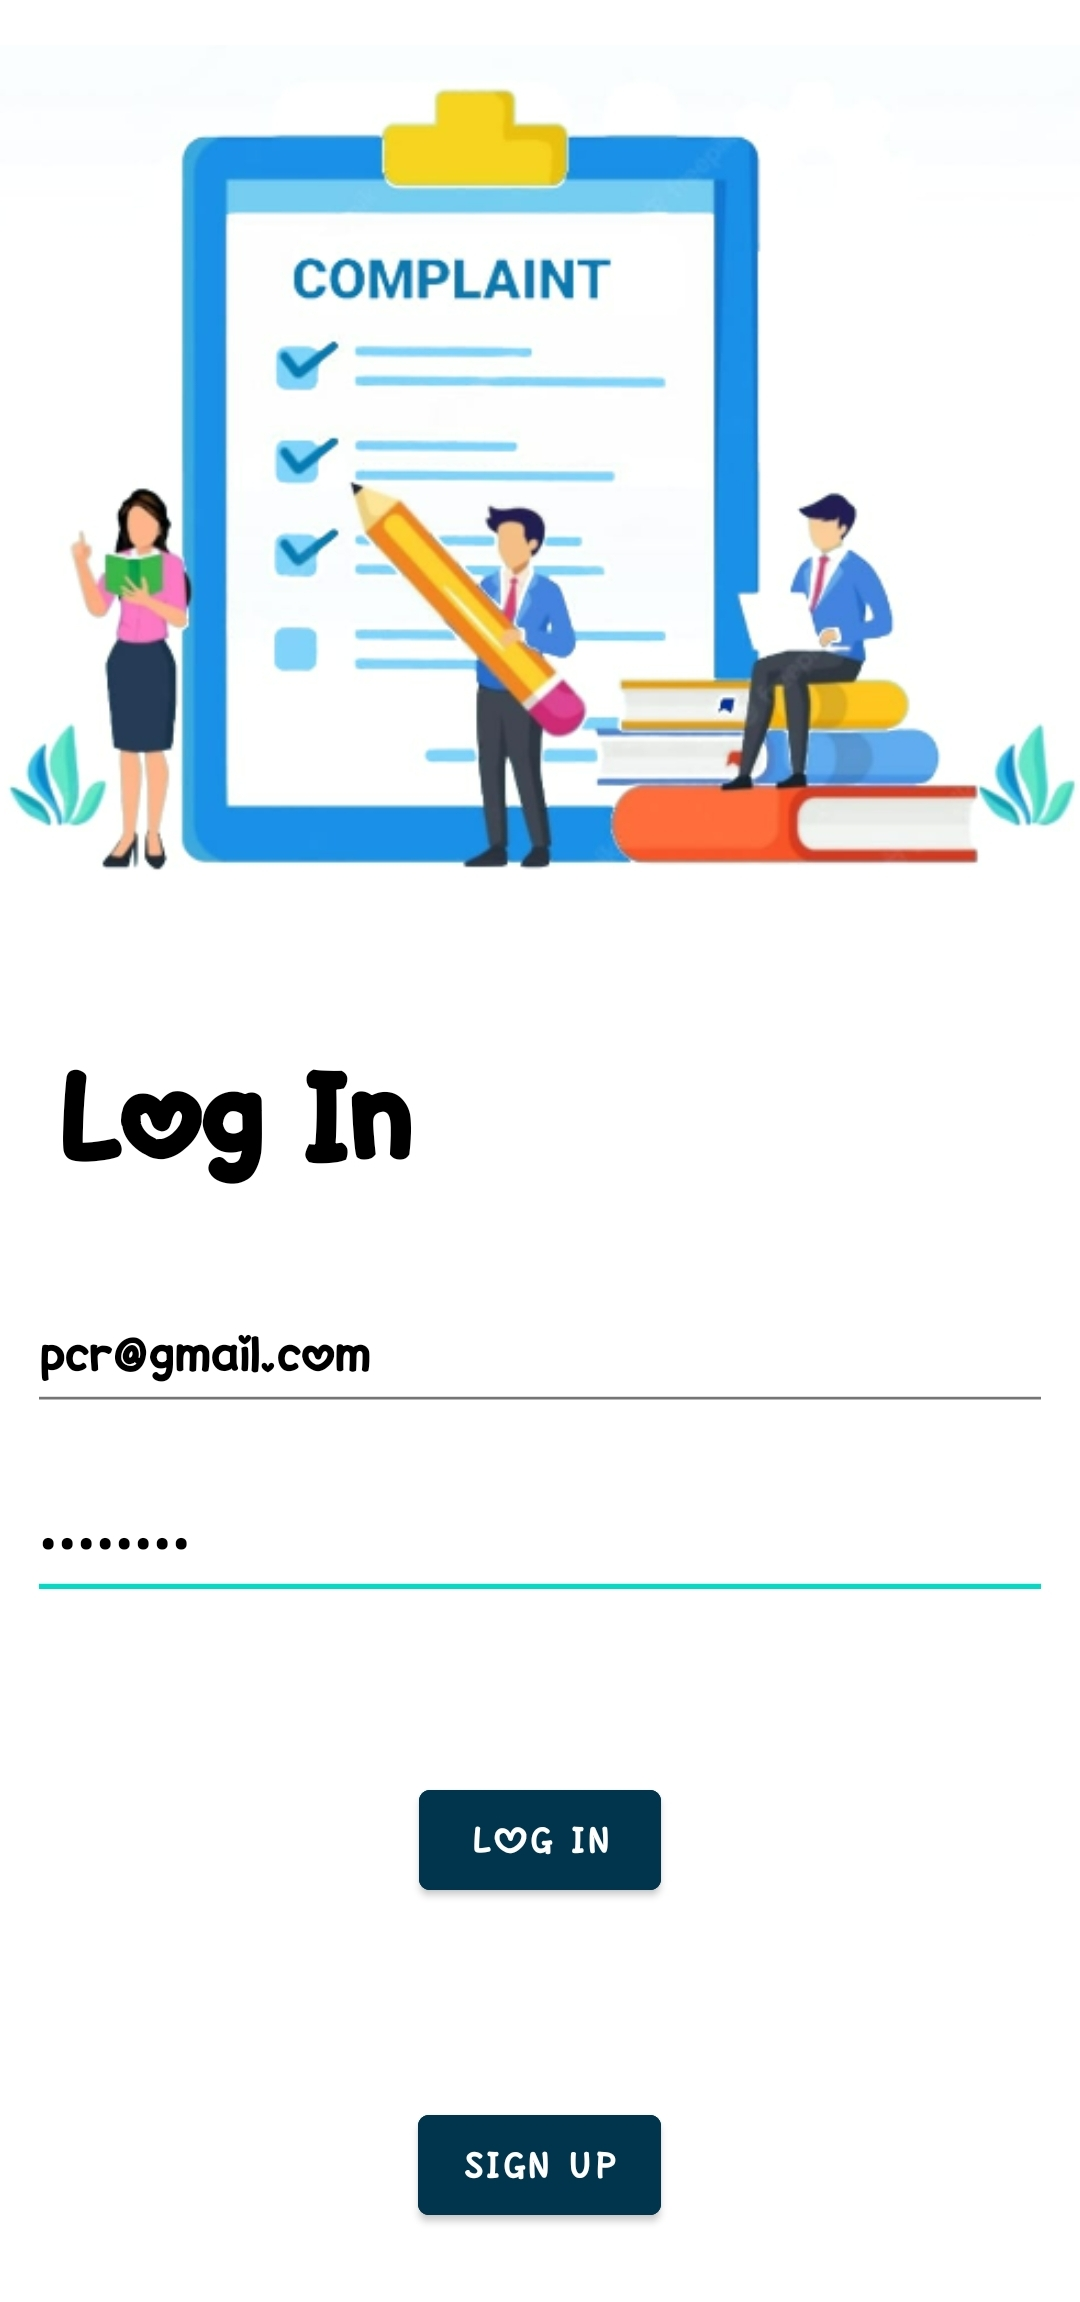 COMPLAINT
Log In
pcr@gmail.com
••••••••
LOG IN
SIGN UP